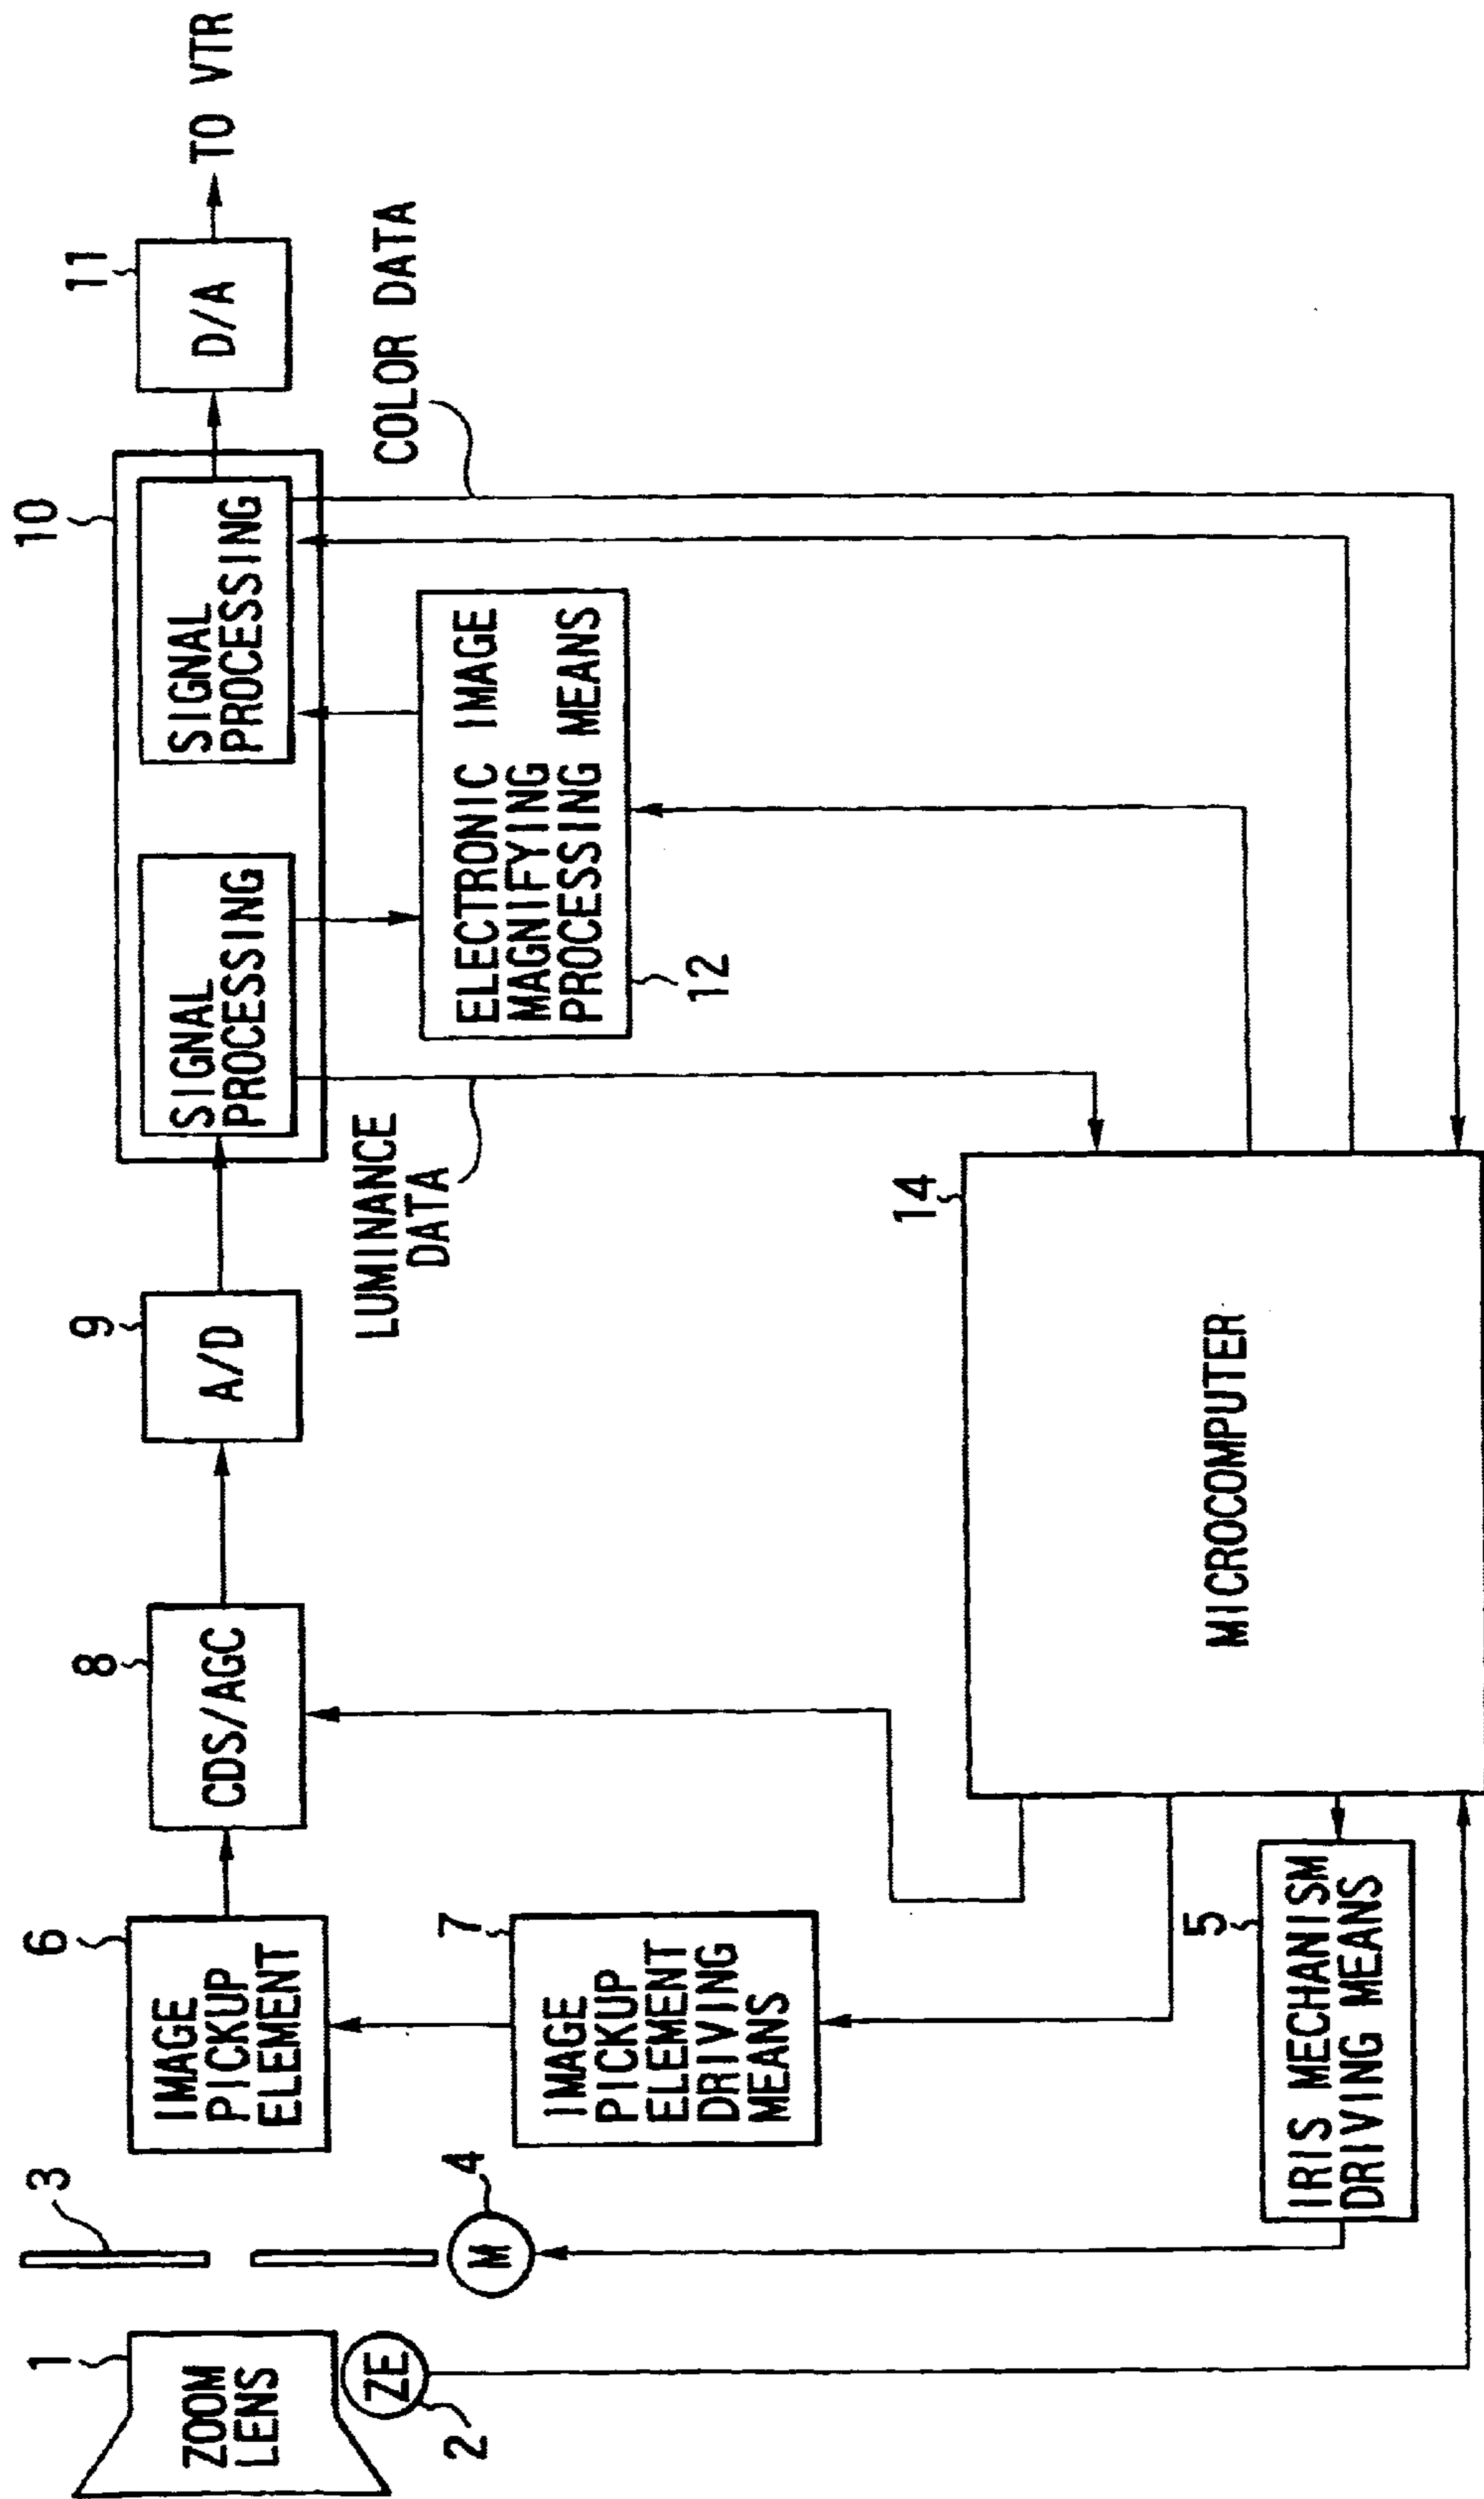 1
ZOOM
LENS
ZE
2
3
M
4
6
IMAGE
PICKUP
ELEMENT
7
IMAGE
PICKUP
ELEMENT
DRIVING
MEANS
5
IRIS MECHANISM
DRIVING MEANS
8
CDS/AGC
9
A/D
LUMINANCE
DATA
14
MICROCOMPUTER
10
SIGNAL
PROCESSING
SIGNAL
PROCESSING
ELECTRONIC IMAGE
MAGNIFYING
PROCESSING MEANS
12
COLOR DATA
11
D/A
TO VTR